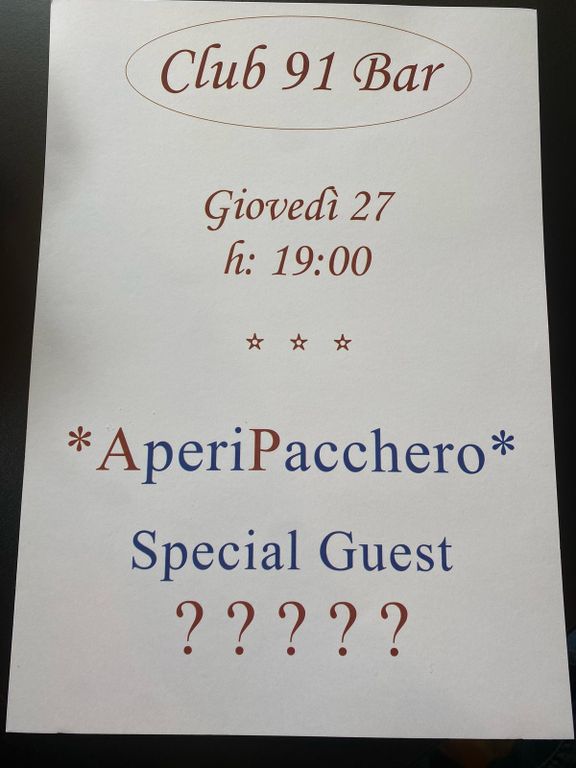 Club 91 Bar
Giovedì 27
h: 19:00
☆ ☆ ☆
*AperiPacchero*
Special Guest
? ? ? ? ?